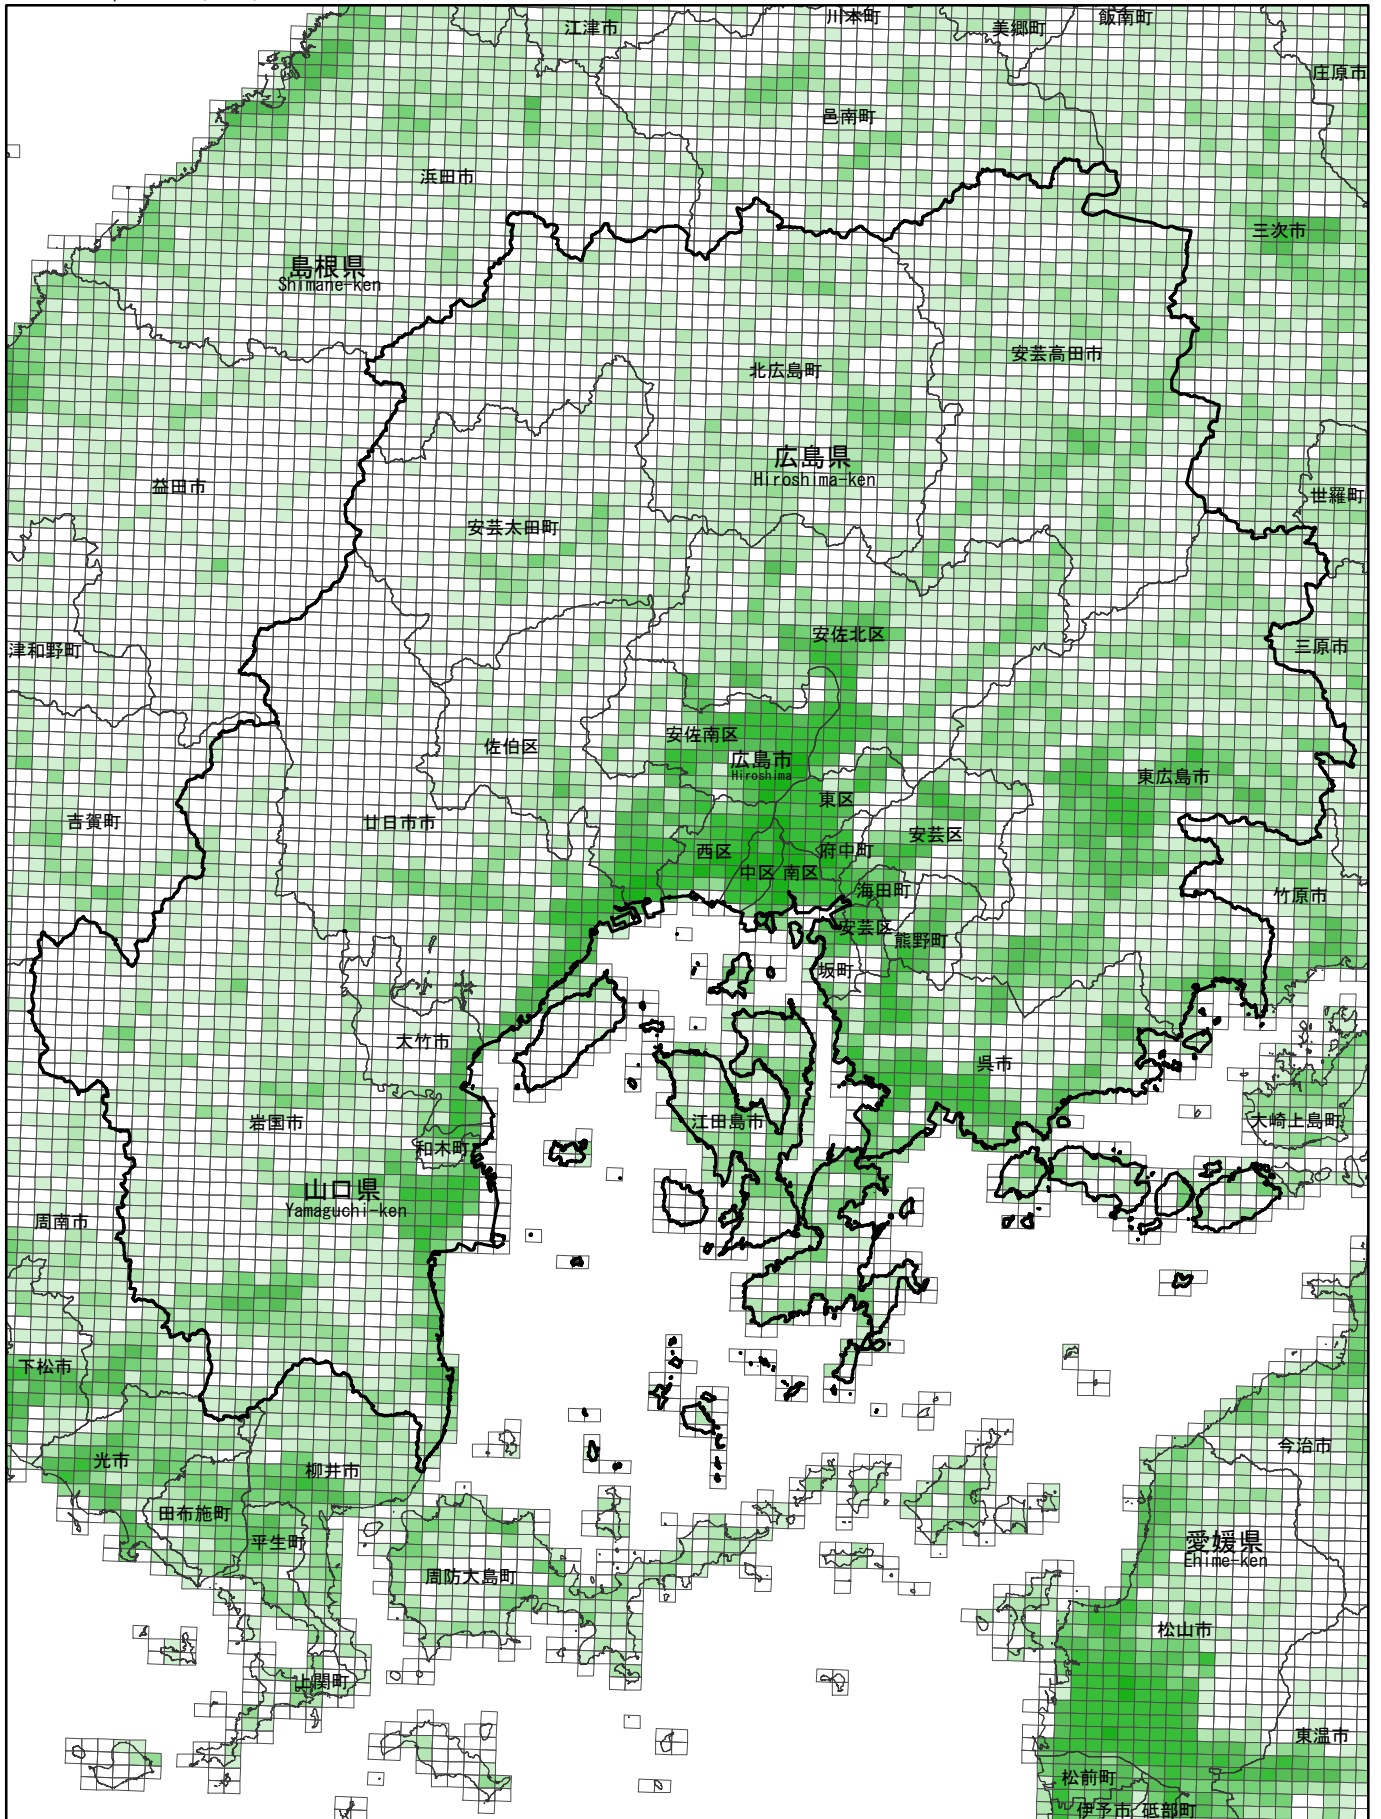 江津市
川本町
美郷町
飯南町
庄原市
邑南町
浜田市
三次市
島根県
Shimane-ken
安芸高田市
北広島町
広島県
Hiroshima-ken
益田市
世羅町
安芸太田町
安佐北区
三原市
津和野町
安佐南区
佐伯区
広島市
Hiroshima
東広島市
東区
吉賀町
廿日市市
安芸区
西区
府中町
中区
南区
海田町
竹原市
安芸区
熊野町
坂町
大竹市
呉市
岩国市
江田島市
大崎上島町
和木町
山口県
Yamaguchi-ken
周南市
下松市
光市
柳井市
今治市
田布施町
平生町
愛媛県
Ehime-ken
周防大島町
松山市
上関町
東温市
松前町
伊予市
砥部町